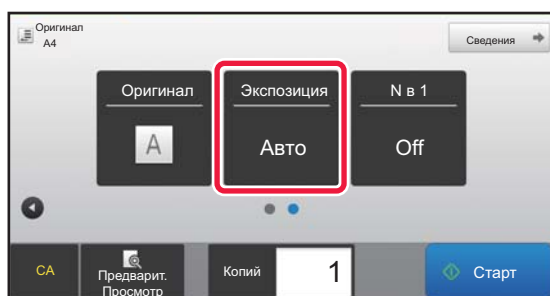 Оригинал
A4
Сведения
Оригинал
Экспозиция
N в 1
A
Авто
Off
CA
Предварит.
Просмотр
Копий
1
Старт